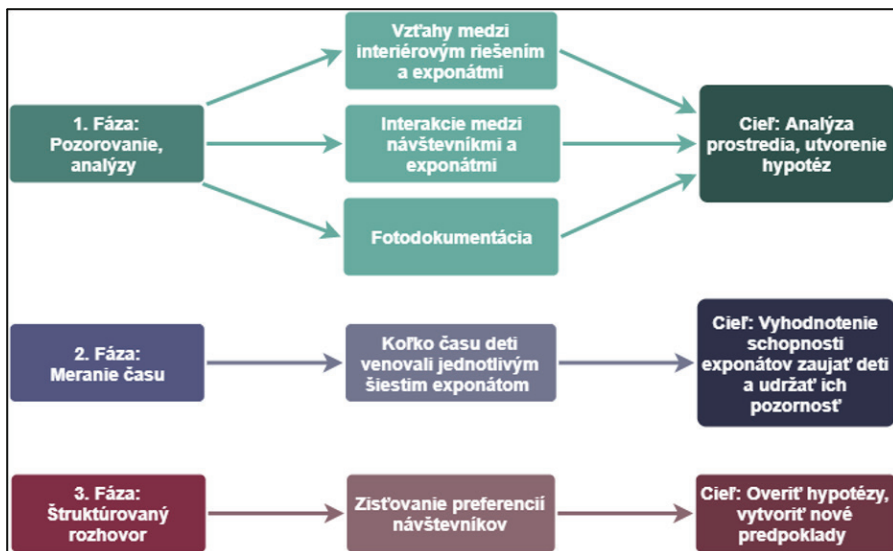 Vzťahy medzi
interiérovým riešením
a exponátmi
1. Fáza:
Pozorovanie,
analýzy
Interakcie medzi
návštevníkmi a
exponátmi
Cieľ: Analýza
prostredia, utvorenie
hypotéz
Fotodokumentácia
2. Fáza:
Meranie času
Koľko času deti
venovali jednotlivým
šiestim exponátom
Cieľ: Vyhodnotenie
schopnosti
exponátov zaujať deti
a udržať ich
pozornosť
3. Fáza:
Štruktúrovaný
rozhovor
Zisťovanie preferencií
návštevníkov
Cieľ: Overiť hypotézy,
vytvoriť nové
predpoklady